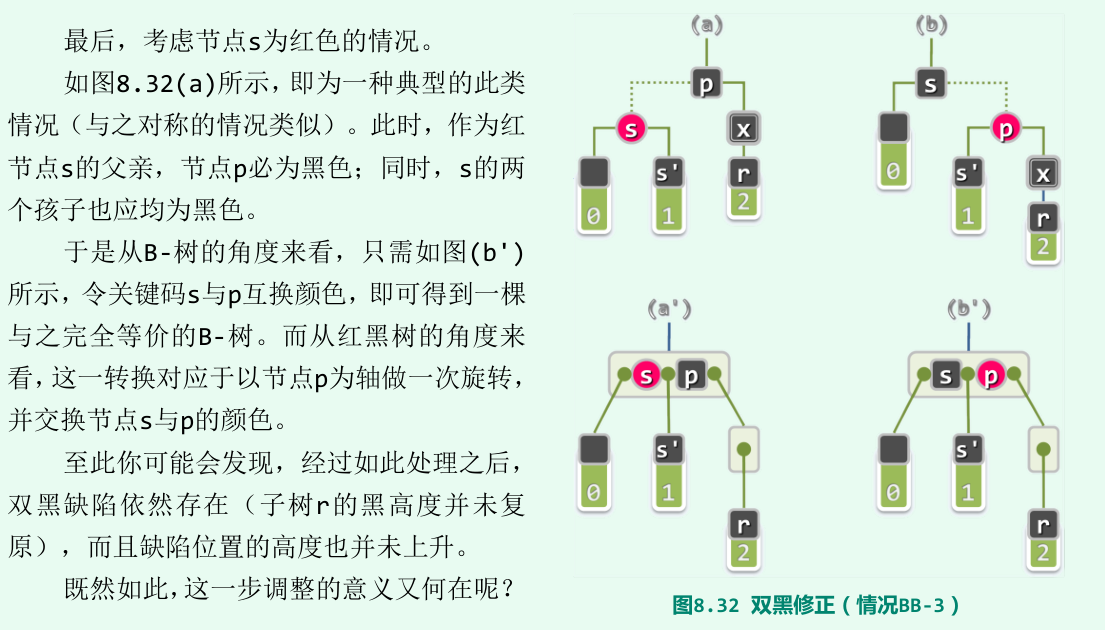 最后，考虑节点s为红色的情况。
如图8.32(a)所示，即为一种典型的此类
情况（与之对称的情况类似）。此时，作为红
节点s的父亲，节点p必为黑色；同时，s的两
个孩子也应均为黑色。
于是从B-树的角度来看，只需如图(b')
所示，令关键码s与p互换颜色，即可得到一棵
与之完全等价的B-树。而从红黑树的角度来
看，这一转换对应于以节点p为轴做一次旋转，
并交换节点s与p的颜色。
至此你可能会发现，经过如此处理之后，
双黑缺陷依然存在（子树r的黑高度并未复
原），而且缺陷位置的高度也并未上升。
既然如此，这一步调整的意义又何在呢？
(a)
p
s
x
s'
r
0
1
2
(b)
s
p
0
s'
x
1
r
2
(a')
s p
s'
0
1
r
2
(b')
s p
s'
0
1
r
2
图8.32 双黑修正（情况BB-3）